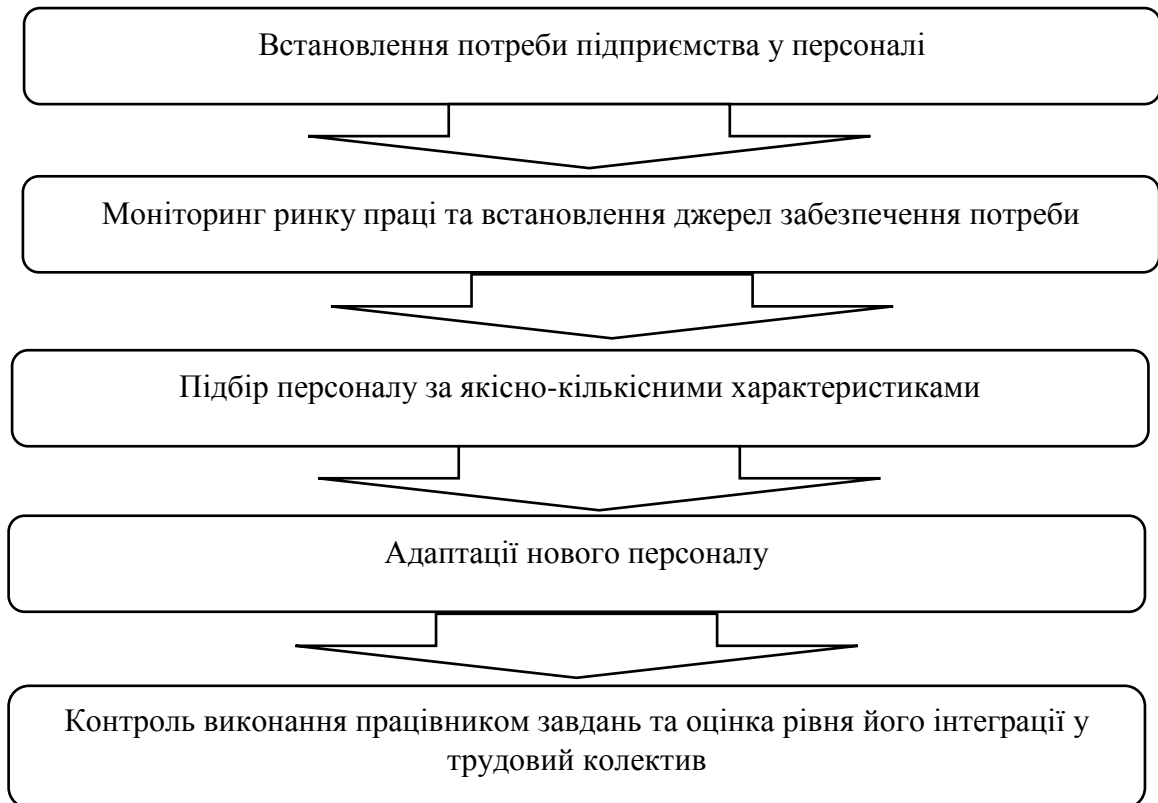 Встановлення потреби підприємства у персоналі
Моніторинг ринку праці та встановлення джерел забезпечення потреби
Підбір персоналу за якісно-кількісними характеристиками
Адаптації нового персоналу
Контроль виконання працівником завдань та оцінка рівня його інтеграції у
трудовий колектив